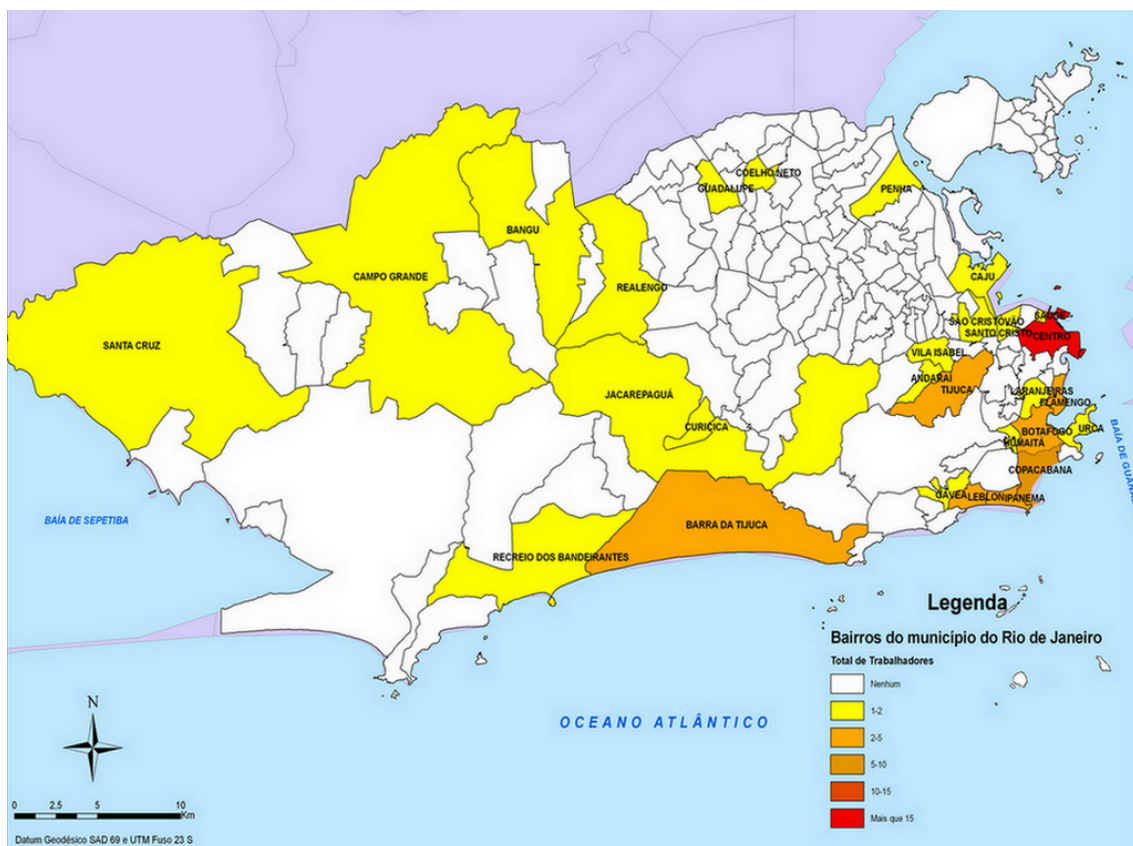 COELHO NETO
GUADALUPE
PENHA
BANGU
CAMPO GRANDE
CAJU
REALENGO
SAÚDE
SÃO CRISTOVÃO
SANTO CRISTO
CENTRO
SANTA CRUZ
VILA ISABEL
ANDARAÍ
TIJUCA
LARANJEIRAS
FLAMENGO
JACAREPAGUÁ
CURICICA
BOTAFOGO
URCA
HUMAITÁ
COPACABANA
BAÍA DE GUANA
GÁVEA
LEBLON
IPANEMA
BAÍA DE SEPETIBA
BARRA DA TIJUCA
RECREIO DOS BANDEIRANTES
OCEANO ATLÂNTICO
Legenda
Bairros do município do Rio de Janeiro
Total de Trabalhadores
Nenhum
1-2
2-5
5-10
10-15
Mais que 15
N
0 2,5 5 10
Km
Datum Geodésico SAD 69 e UTM Fuso 23 S